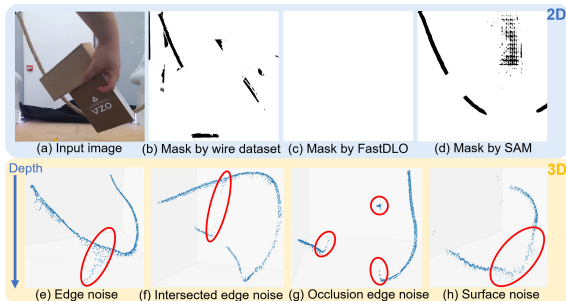 2D
OZA
(a) Input image (b) Mask by wire dataset (c) Mask by FastDLO (d) Mask by SAM
Depth
3D
(e) Edge noise (f) Intersected edge noise (g) Occlusion edge noise (h) Surface noise